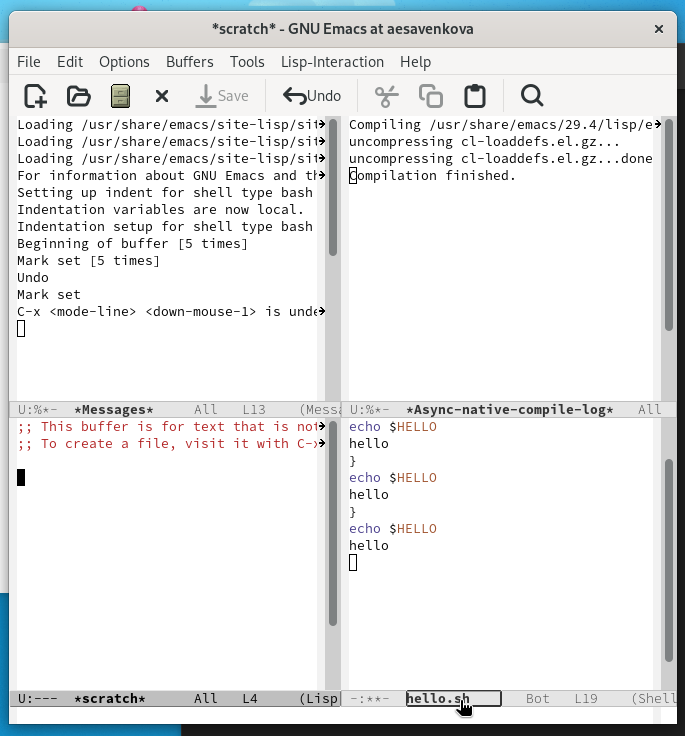 *scratch* - GNU Emacs at aesavenkova
File Edit Options Buffers Tools Lisp-Interaction Help
Save Undo
Loading /usr/share/emacs/site-lisp/sit
Loading /usr/share/emacs/site-lisp/sit
Loading /usr/share/emacs/site-lisp/sit
For information about GNU Emacs and th
Setting up indent for shell type bash
Indentation variables are now local.
Indentation setup for shell type bash
Beginning of buffer [5 times]
Mark set [5 times]
Undo
Mark set
C-x <mode-line> <down-mouse-1> is unde
U:%*- *Messages* All L13 (Messa
Compiling /usr/share/emacs/29.4/lisp/e
uncompressing cl-loaddefs.el.gz...
uncompressing cl-loaddefs.el.gz...done
Compilation finished.
U:%*- *Async-native-compile-log* All
;; This buffer is for text that is not
;; To create a file, visit it with C-x
U:--- *scratch* All L4 (Lisp
echo $HELLO
hello
}
echo $HELLO
hello
}
echo $HELLO
hello
-:**- hello.sh Bot L19 (Shell